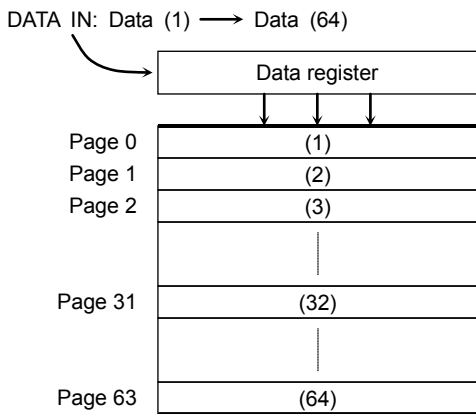 DATA IN: Data (1) ⟶ Data (64)
Data register
Page 0 (1)
Page 1 (2)
Page 2 (3)
Page 31 (32)
Page 63 (64)